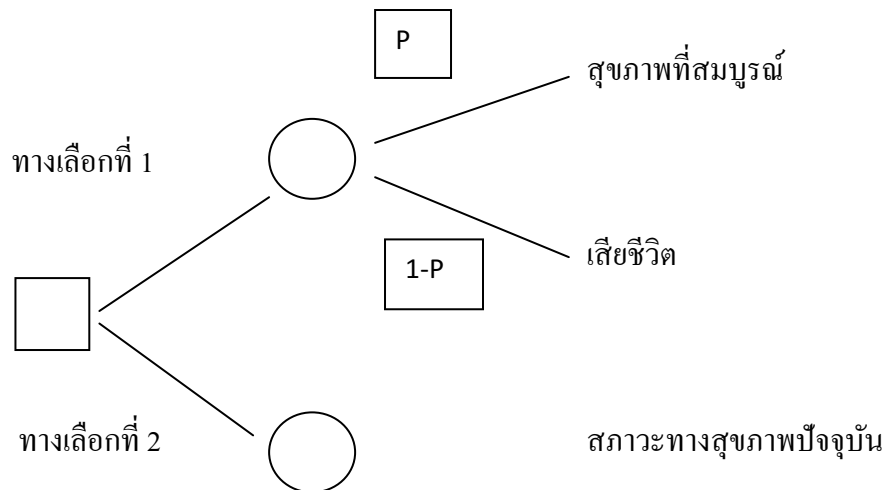 P
สุขภาพที่สมบูรณ์
ทางเลือกที่ 1
1-P
เสียชีวิต
ทางเลือกที่ 2
สภาวะทางสุขภาพปัจจุบัน